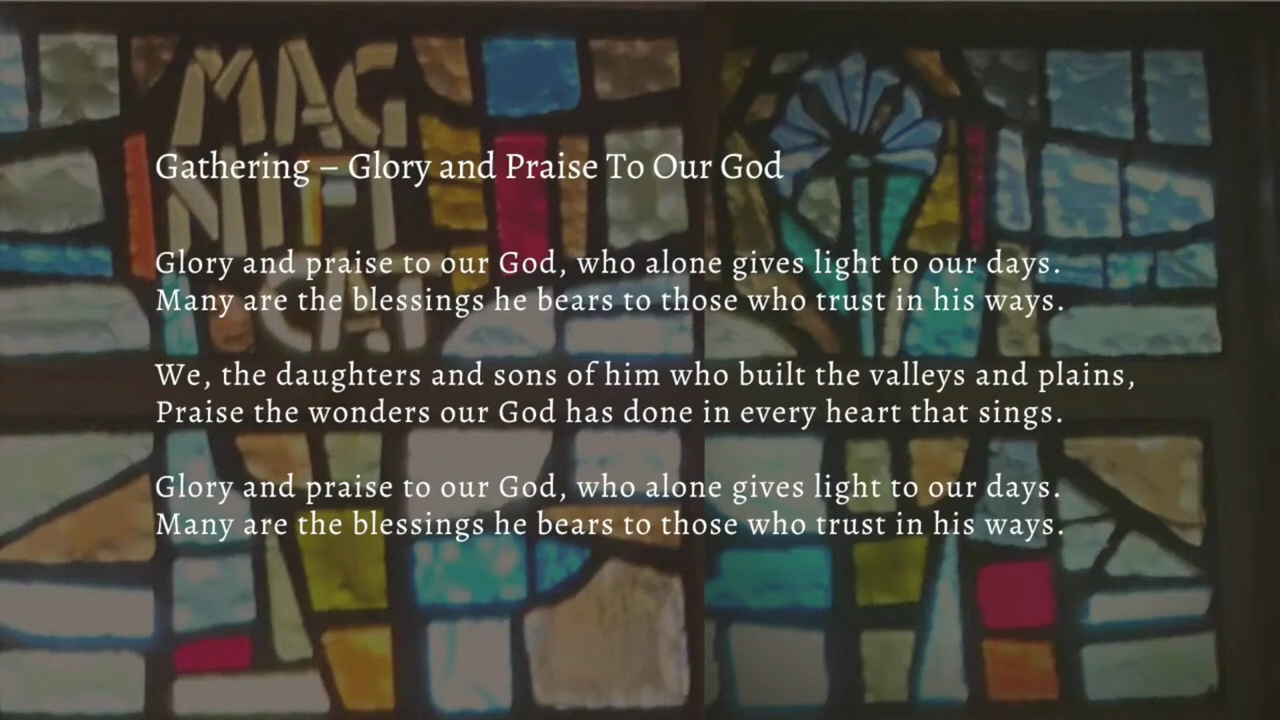 MAG
NIFI
CAT
Gathering – Glory and Praise To Our God
Glory and praise to our God, who alone gives light to our days.
Many are the blessings he bears to those who trust in his ways.
We, the daughters and sons of him who built the valleys and plains,
Praise the wonders our God has done in every heart that sings.
Glory and praise to our God, who alone gives light to our days.
Many are the blessings he bears to those who trust in his ways.